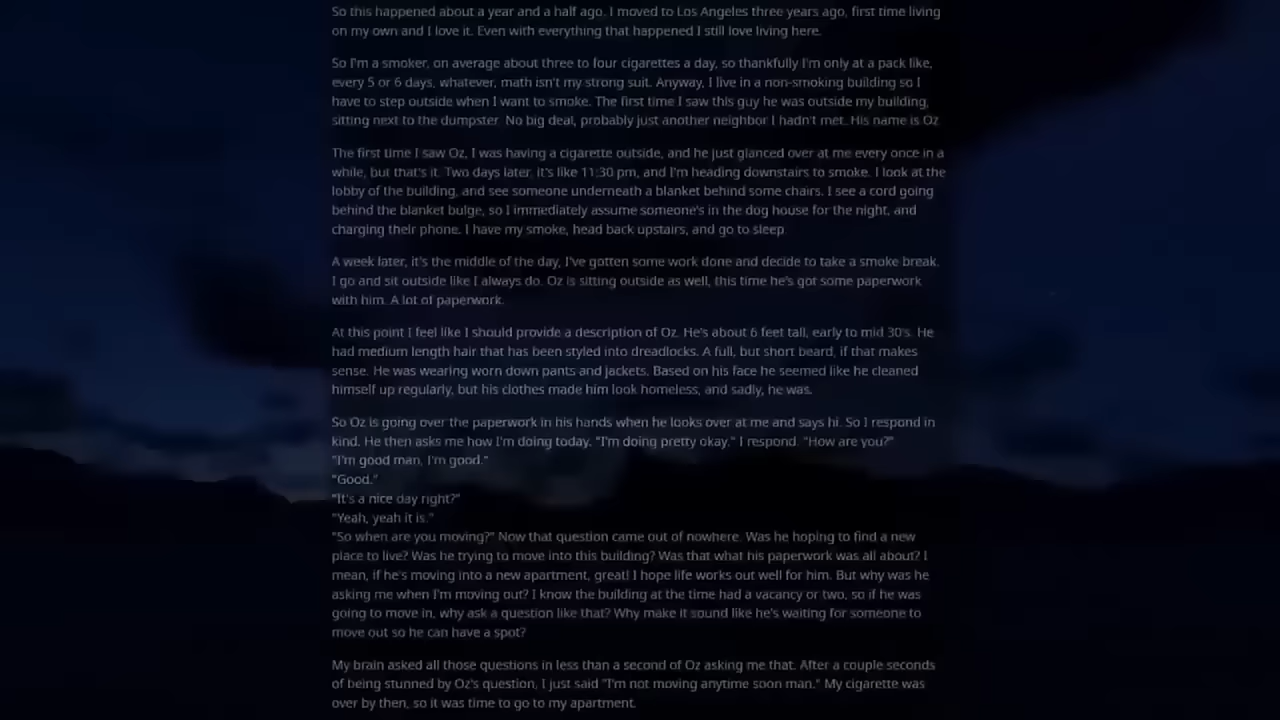 So this happened about a year and a half ago. I moved to Los Angeles three years ago, first time living
on my own and I love it. Even with everything that happened I still love living here.
So I'm a smoker, on average about three to four cigarettes a day, so thankfully I'm only at a pack like,
every 5 or 6 days, whatever, math isn't my strong suit. Anyway, I live in a non-smoking building so I
have to step outside when I want to smoke. The first time I saw this guy he was outside my building,
sitting next to the dumpster. No big deal, probably just another neighbor I hadn't met. His name is Oz.
The first time I saw Oz, I was having a cigarette outside, and he just glanced over at me every once in a
while, but that's it. Two days later, it's like 11:30 pm, and I'm heading downstairs to smoke. I look at the
lobby of the building, and see someone underneath a blanket behind some chairs. I see a cord going
behind the blanket bulge, so I immediately assume someone's in the dog house for the night, and
charging their phone. I have my smoke, head back upstairs, and go to sleep.
A week later, it's the middle of the day, I've gotten some work done and decide to take a smoke break.
I go and sit outside like I always do. Oz is sitting outside as well, this time he's got some paperwork
with him. A lot of paperwork.
At this point I feel like I should provide a description of Oz. He's about 6 feet tall, early to mid 30's. He
had medium length hair that has been styled into dreadlocks. A full, but short beard, if that makes
sense. He was wearing worn down pants and jackets. Based on his face he seemed like he cleaned
himself up regularly, but his clothes made him look homeless, and sadly, he was.
So Oz is going over the paperwork in his hands when he looks over at me and says hi. So I respond in
kind. He then asks me how I'm doing today. "I'm doing pretty okay." I respond. "How are you?"
"I'm good man, I'm good."
"Good."
"It's a nice day right?"
"Yeah, yeah it is."
"So when are you moving?" Now that question came out of nowhere. Was he hoping to find a new
place to live? Was he trying to move into this building? Was that what his paperwork was all about? I
mean, if he's moving into a new apartment, great! I hope life works out well for him. But why was he
asking me when I'm moving out? I know the building at the time had a vacancy or two, so if he was
going to move in, why ask a question like that? Why make it sound like he's waiting for someone to
move out so he can have a spot?
My brain asked all those questions in less than a second of Oz asking me that. After a couple seconds
of being stunned by Oz's question, I just said "I'm not moving anytime soon man." My cigarette was
over by then, so it was time to go to my apartment.